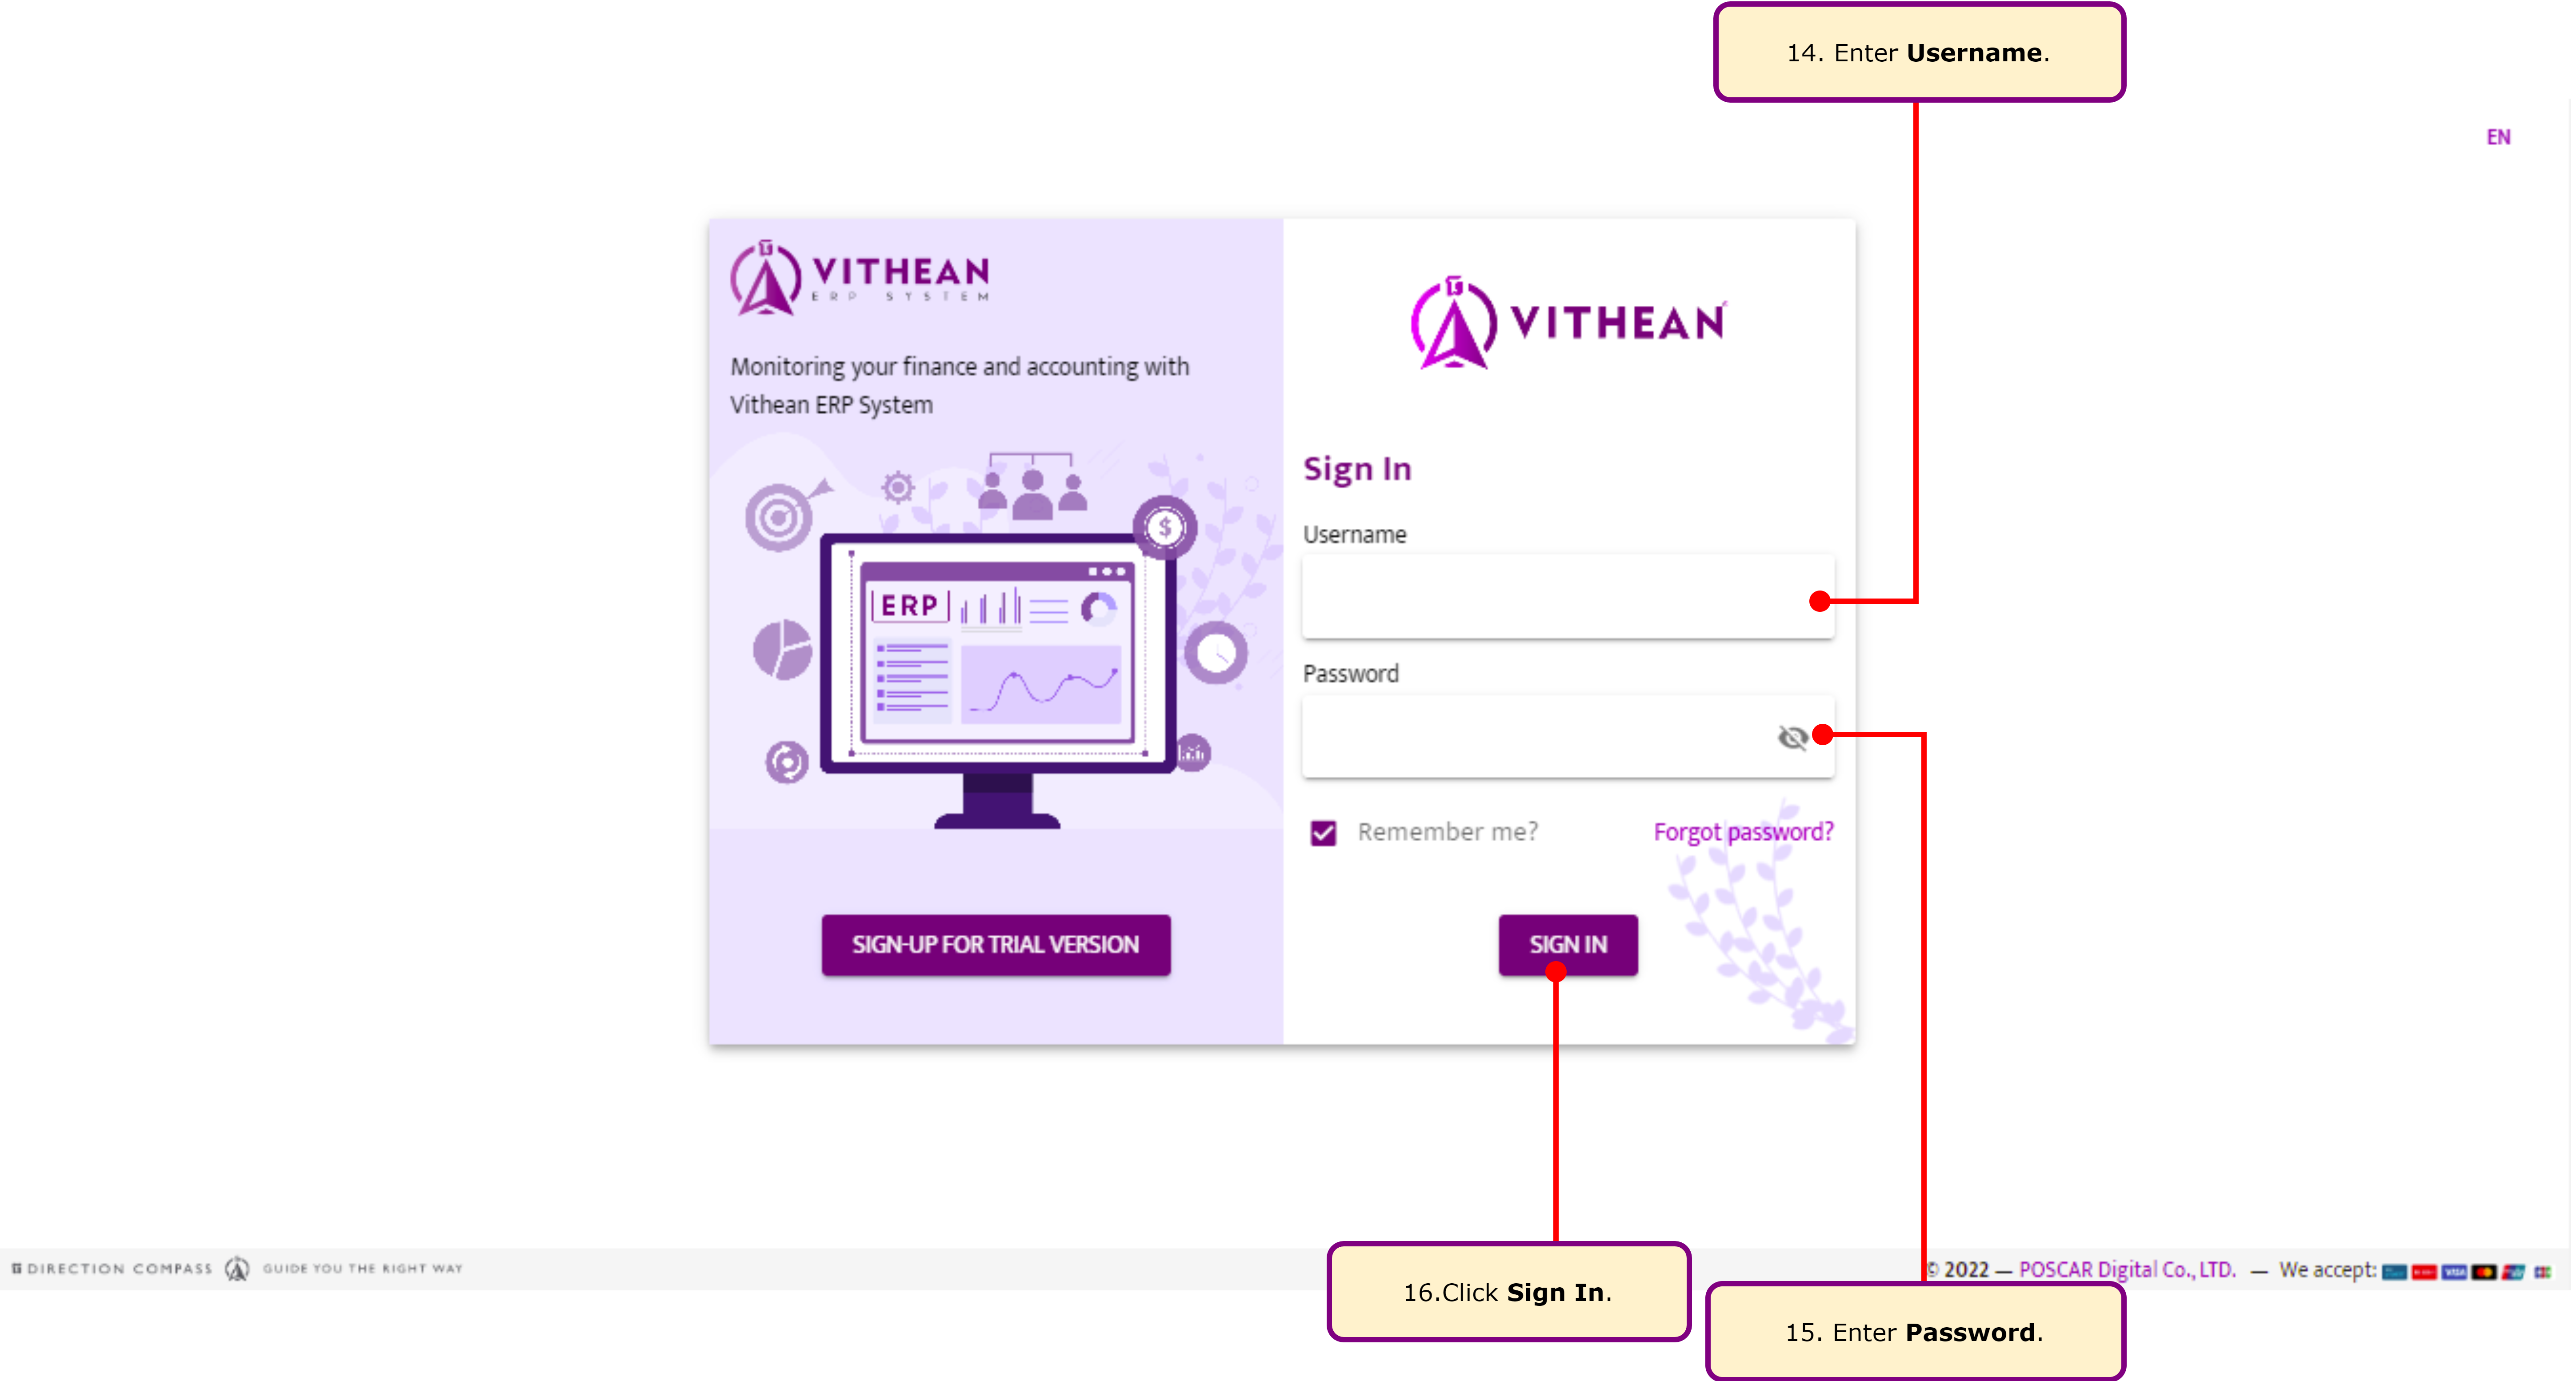 14. Enter Username.
EN
VITHEAN
ERP SYSTEM
Monitoring your finance and accounting with
Vithean ERP System
ERP
SIGN-UP FOR TRIAL VERSION
VITHEAN
Sign In
Username
Password
Remember me?
Forgot password?
SIGN IN
DIRECTION COMPASS GUIDE YOU THE RIGHT WAY
© 2022 — POSCAR Digital Co., LTD. — We accept:
VISA
16.Click Sign In.
15. Enter Password.